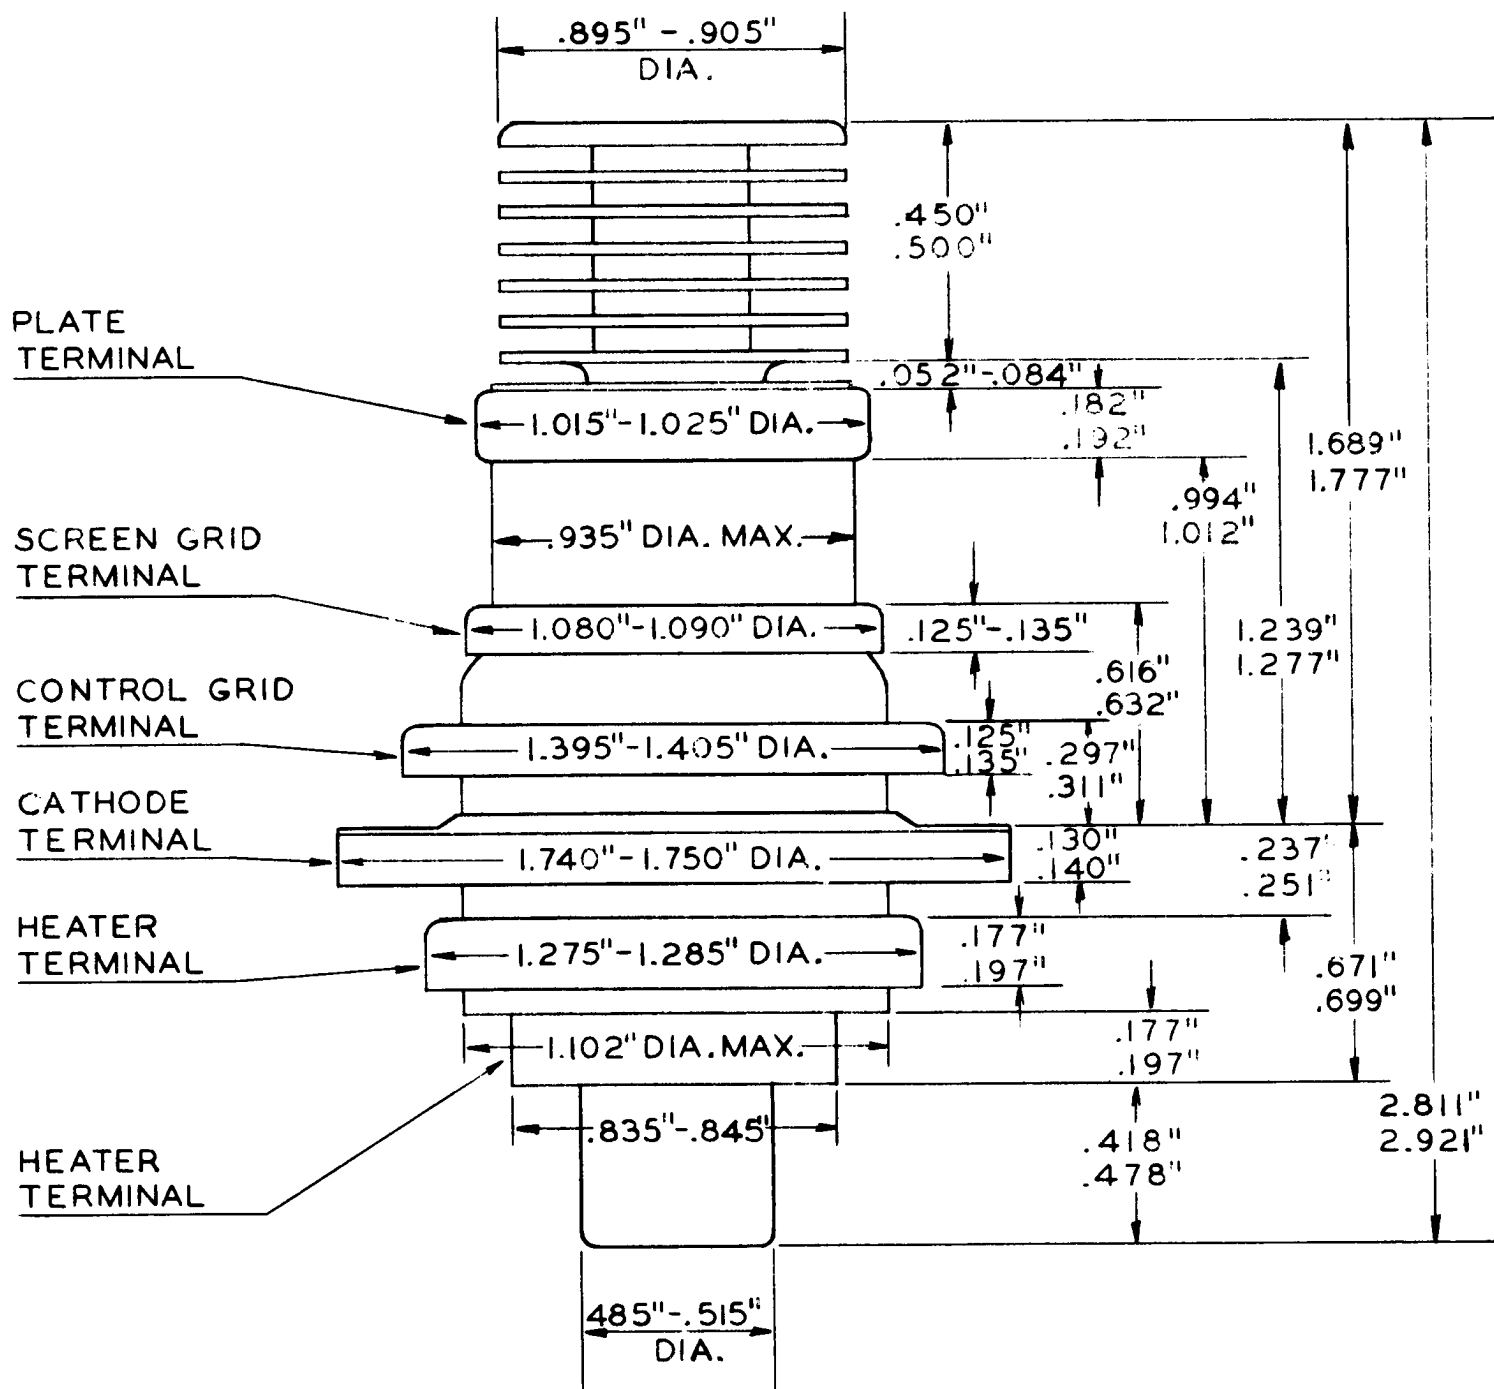 .895" - .905"
DIA.
.450"
.500"
PLATE
TERMINAL
.052"-.084"
1.015"-1.025" DIA.
.182"
.192"
1.689"
1.777"
.994"
1.012"
.935" DIA. MAX.
SCREEN GRID
TERMINAL
1.080"-1.090" DIA.
.125"-.135"
1.239"
1.277"
.616"
.632"
CONTROL GRID
TERMINAL
1.395"-1.405" DIA.
.125"
.135"
.297"
.311"
CATHODE
TERMINAL
1.740"-1.750" DIA.
.130"
.140"
.237"
.251"
HEATER
TERMINAL
1.275"-1.285" DIA.
.177"
.197"
.671"
.699"
1.102" DIA. MAX.
.177"
.197"
.835"-.845"
2.811"
2.921"
.418"
.478"
HEATER
TERMINAL
485"-.515"
DIA.